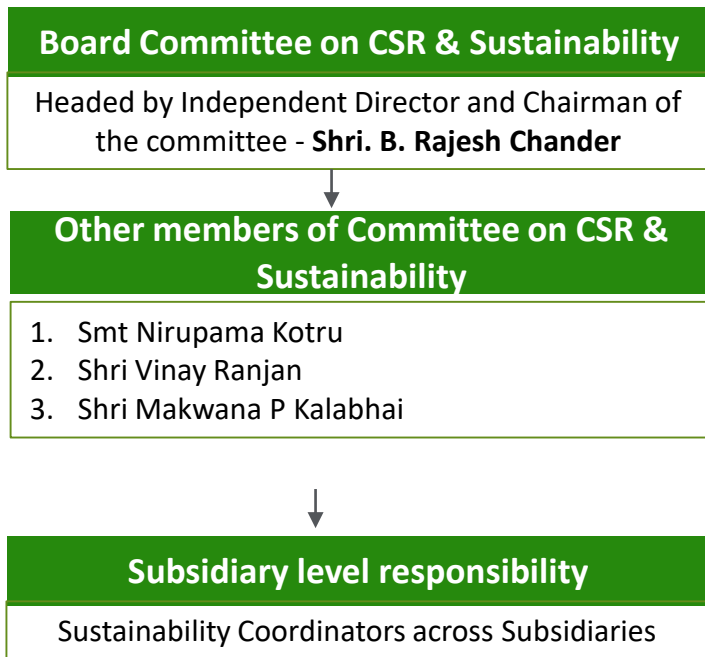 Board Committee on CSR & Sustainability
Headed by Independent Director and Chairman of
the committee - Shri. B. Rajesh Chander
Other members of Committee on CSR &
Sustainability
1. Smt Nirupama Kotru
2. Shri Vinay Ranjan
3. Shri Makwana P Kalabhai
Subsidiary level responsibility
Sustainability Coordinators across Subsidiaries